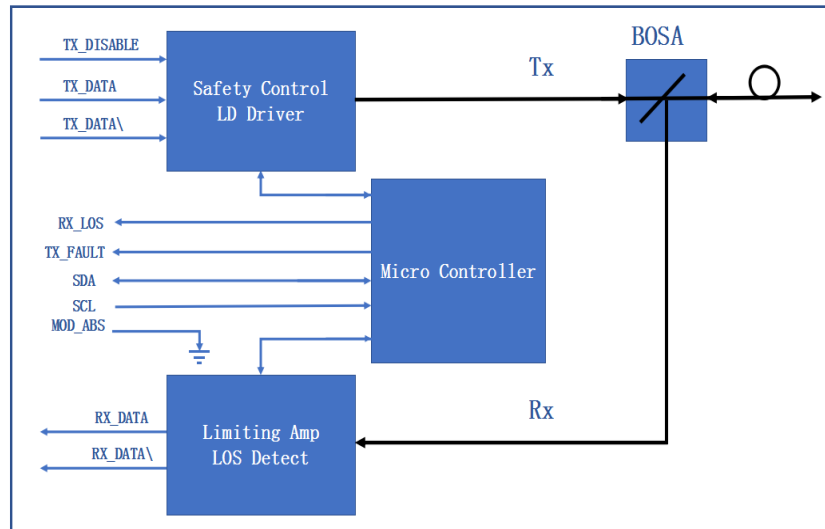 BOSA
TX_DISABLE
Tx
TX_DATA
Safety Control
LD Driver
TX_DATA\
RX_LOS
TX_FAULT
Micro Controller
SDA
SCL
MOD_ABS
Rx
RX_DATA
Limiting Amp
LOS Detect
RX_DATA\